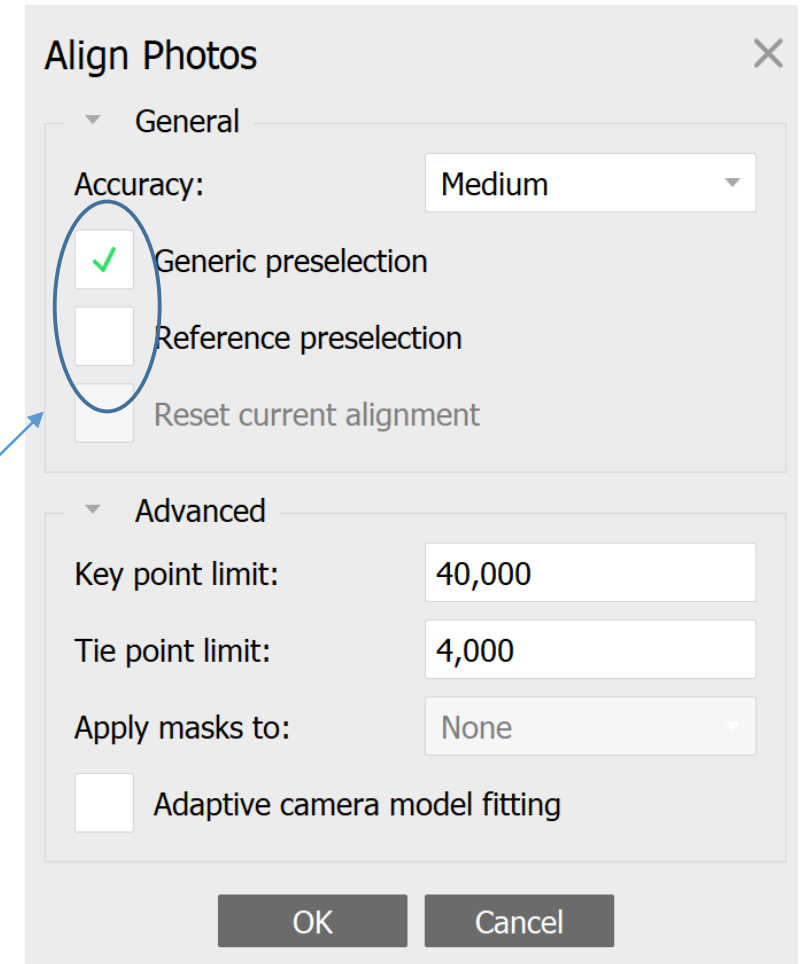 Align Photos
General
Accuracy: Medium
Generic preselection
Reference preselection
Reset current alignment
Advanced
Key point limit: 40,000
Tie point limit: 4,000
Apply masks to: None
Adaptive camera model fitting
OK Cancel